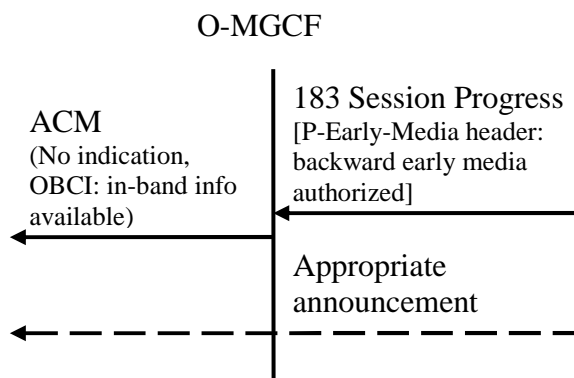 O-MGCF
183 Session Progress
[P-Early-Media header:
backward early media
authorized]
ACM
(No indication,
OBCI: in-band info
available)
Appropriate
announcement